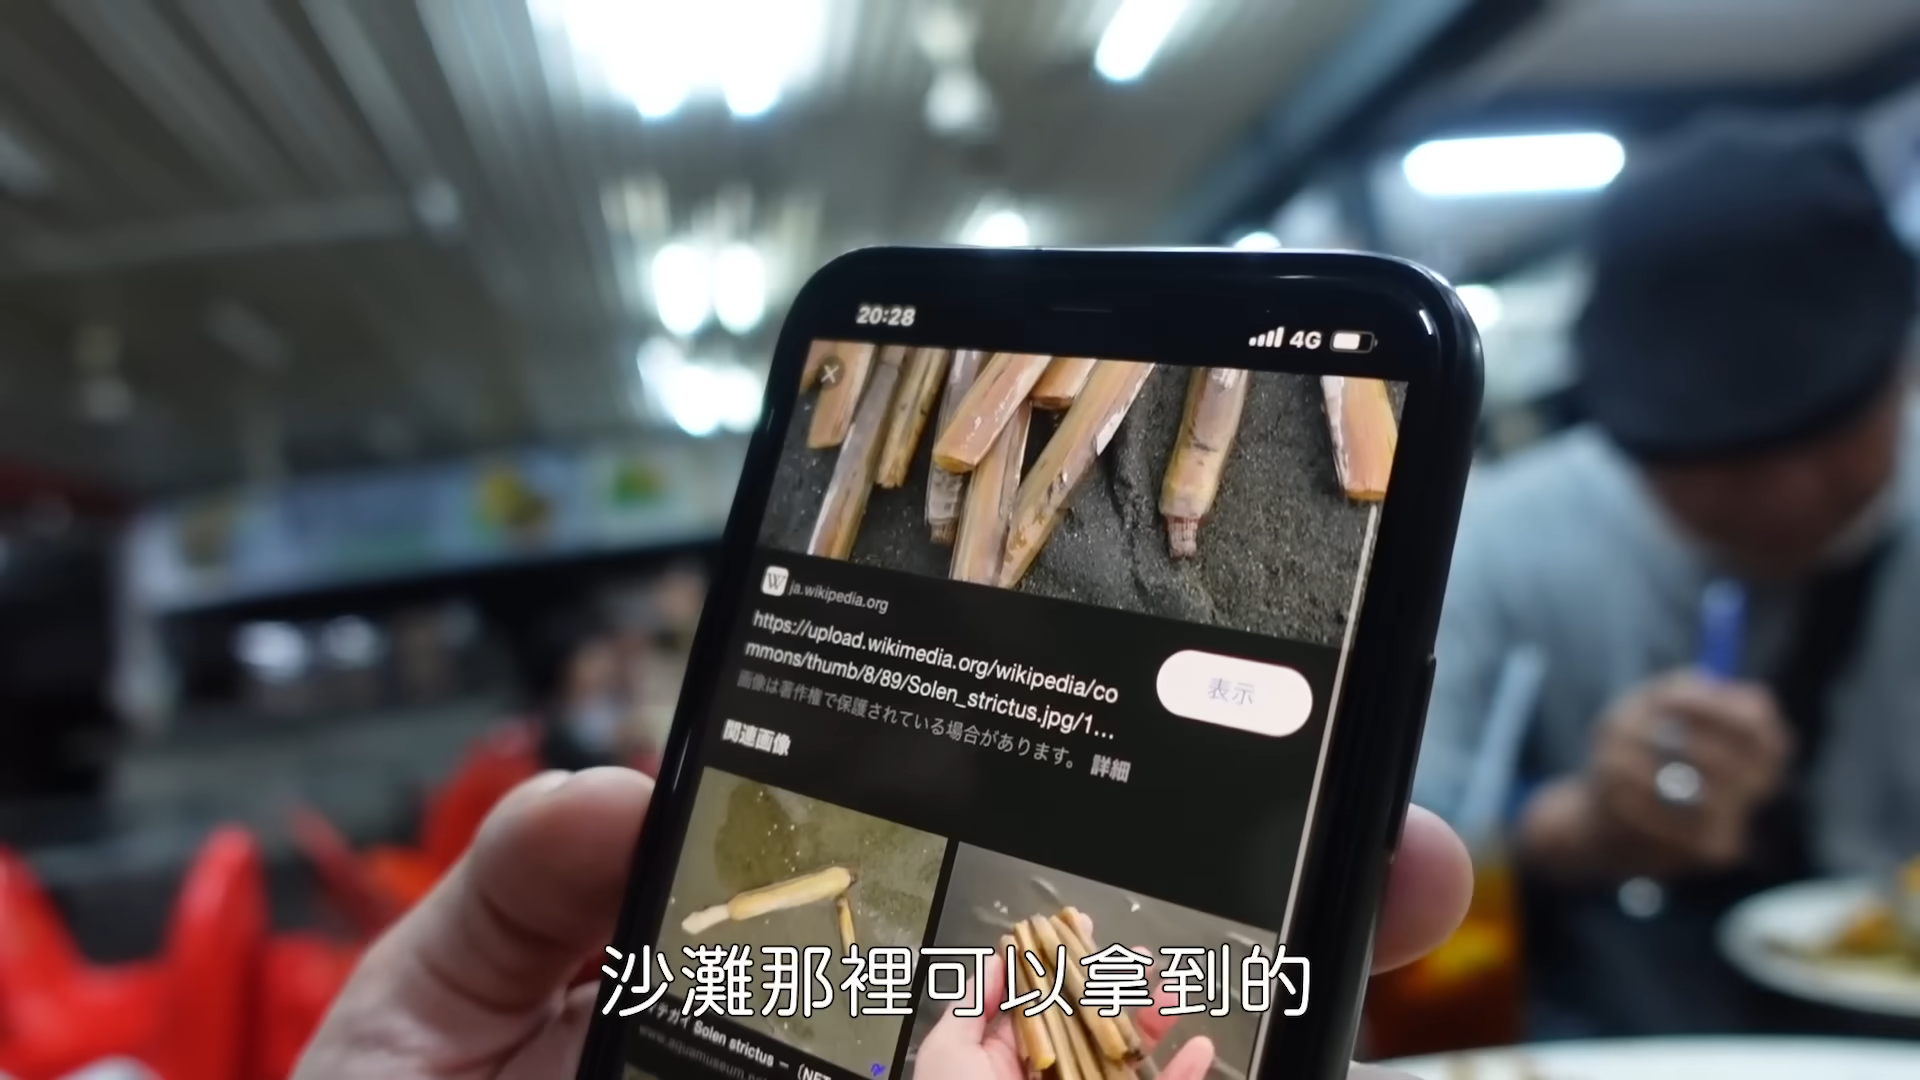 20:28
4G
ja.wikipedia.org
https://upload.wikimedia.org/wikipedia/co
mmons/thumb/8/89/Solen_strictus.jpg/1...
表示
画像は著作権で保護されている場合があります。 詳細
関連画像
沙灘那裡可以拿到的
Solen strictus －